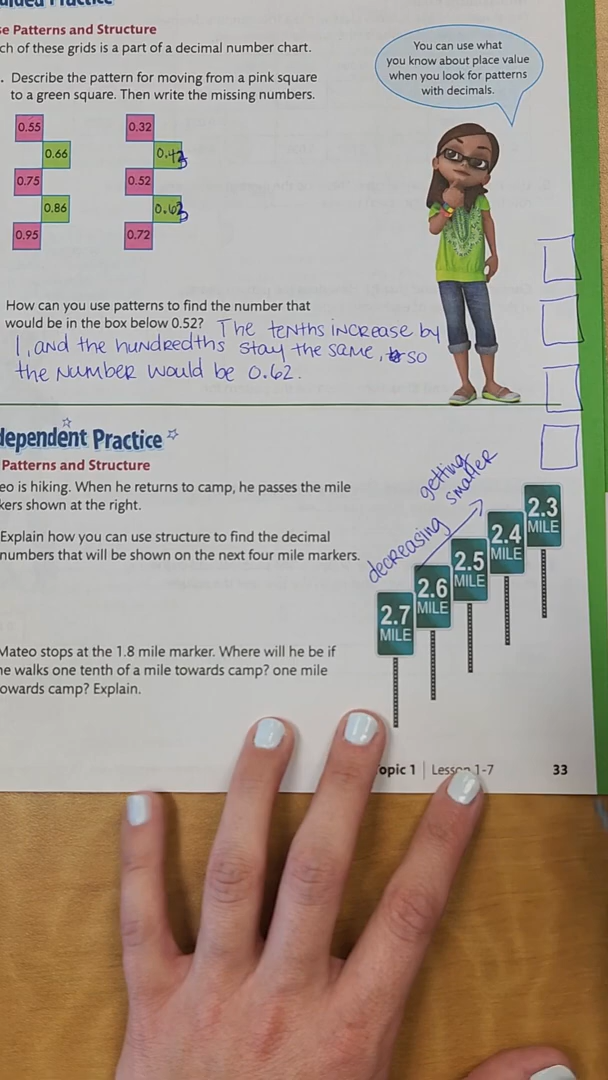 Practice
se Patterns and Structure
ch of these grids is a part of a decimal number chart.
. Describe the pattern for moving from a pink square
to a green square. Then write the missing numbers.
0.55
0.66
0.75
0.86
0.95
0.32
0.43
0.52
0.63
0.72
You can use what
you know about place value
when you look for patterns
with decimals.
How can you use patterns to find the number that
would be in the box below 0.52? The tenths increase by
1, and the hundredths stay the same, so
the number would be 0.62.
dependent Practice
Patterns and Structure
eo is hiking. When he returns to camp, he passes the mile
kers shown at the right.
Explain how you can use structure to find the decimal
numbers that will be shown on the next four mile markers.
decreasing
getting
smaller
2.7
MILE
2.6
MILE
2.5
MILE
2.4
MILE
2.3
MILE
Mateo stops at the 1.8 mile marker. Where will he be if
he walks one tenth of a mile towards camp? one mile
owards camp? Explain.
opic 1 | Lesson 1-7 33